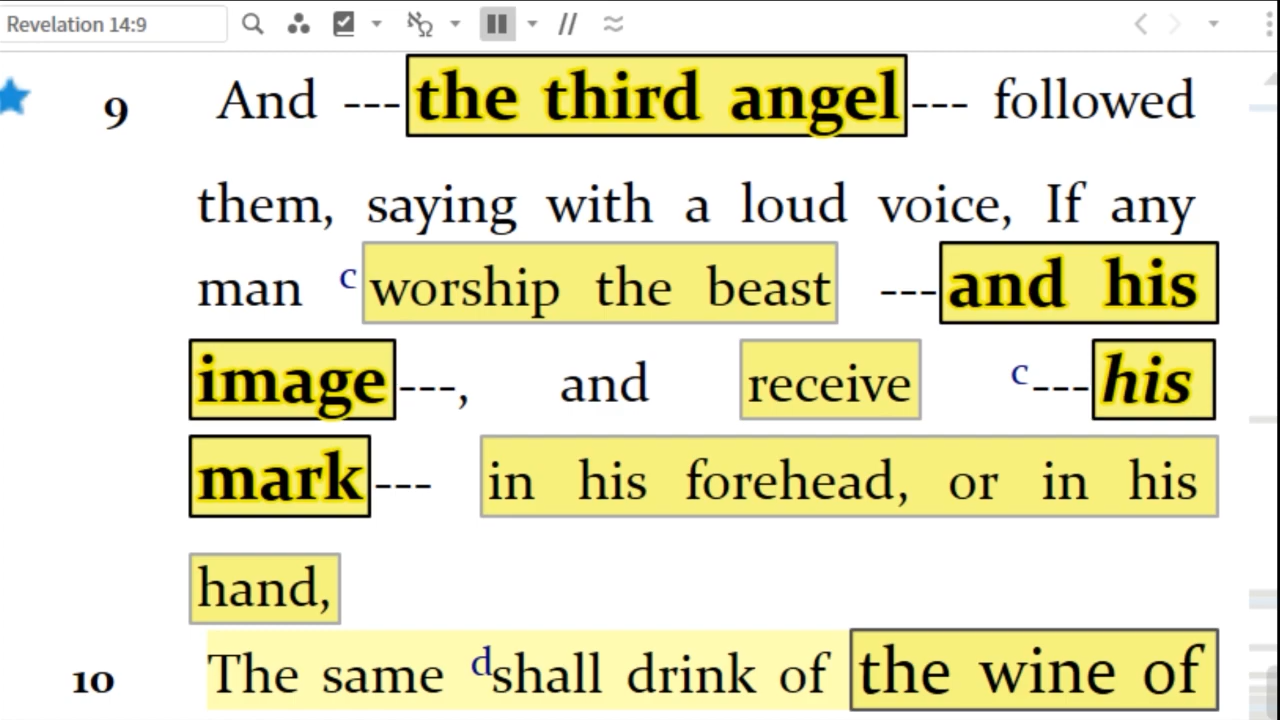 Revelation 14:9
9 And ---the third angel--- followed
them, saying with a loud voice, If any
man c worship the beast ---and his
image---, and receive c---his
mark--- in his forehead, or in his
hand,
10 The same dshall drink of the wine of